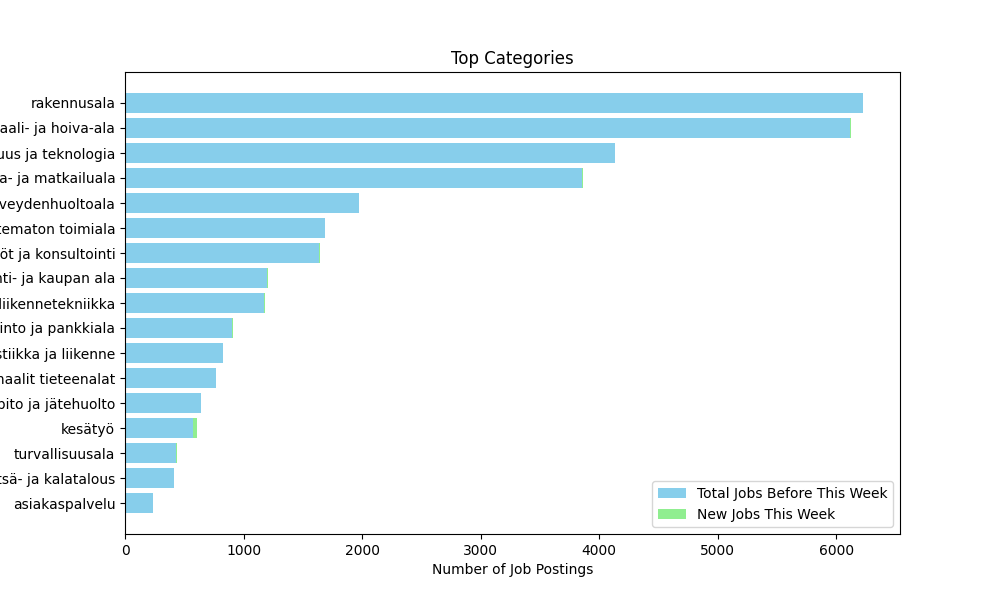 Top Categories
rakennusala
aali- ja hoiva-ala
uus ja teknologia
a- ja matkailuala
veydenhuoltoala
tematon toimiala
öt ja konsultointi
nti- ja kaupan ala
liikennetekniikka
into ja pankkiala
stiikka ja liikenne
naalit tieteenalat
pito ja jätehuolto
kesätyö
turvallisuusala
tsä- ja kalatalous
asiakaspalvelu
Total Jobs Before This Week
New Jobs This Week
0 1000 2000 3000 4000 5000 6000
Number of Job Postings